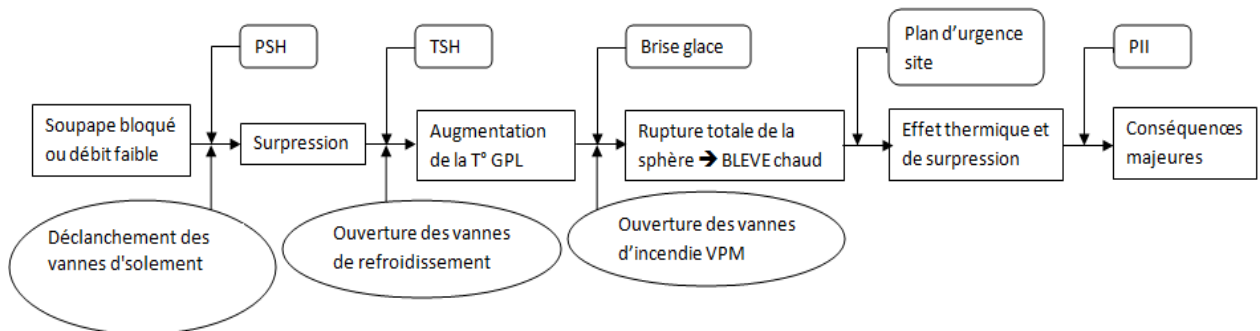 PSH
TSH
Brise glace
Plan d’urgence
site
PII
Soupape bloqué
ou débit faible
Surpression
Augmentation
de la T° GPL
Rupture totale de la
sphère ➔ BLEVE chaud
Effet thermique et
de surpression
Conséquences
majeures
Déclanchement des
vannes d'solement
Ouverture des vannes
de refroidissement
Ouverture des vannes
d’incendie VPM